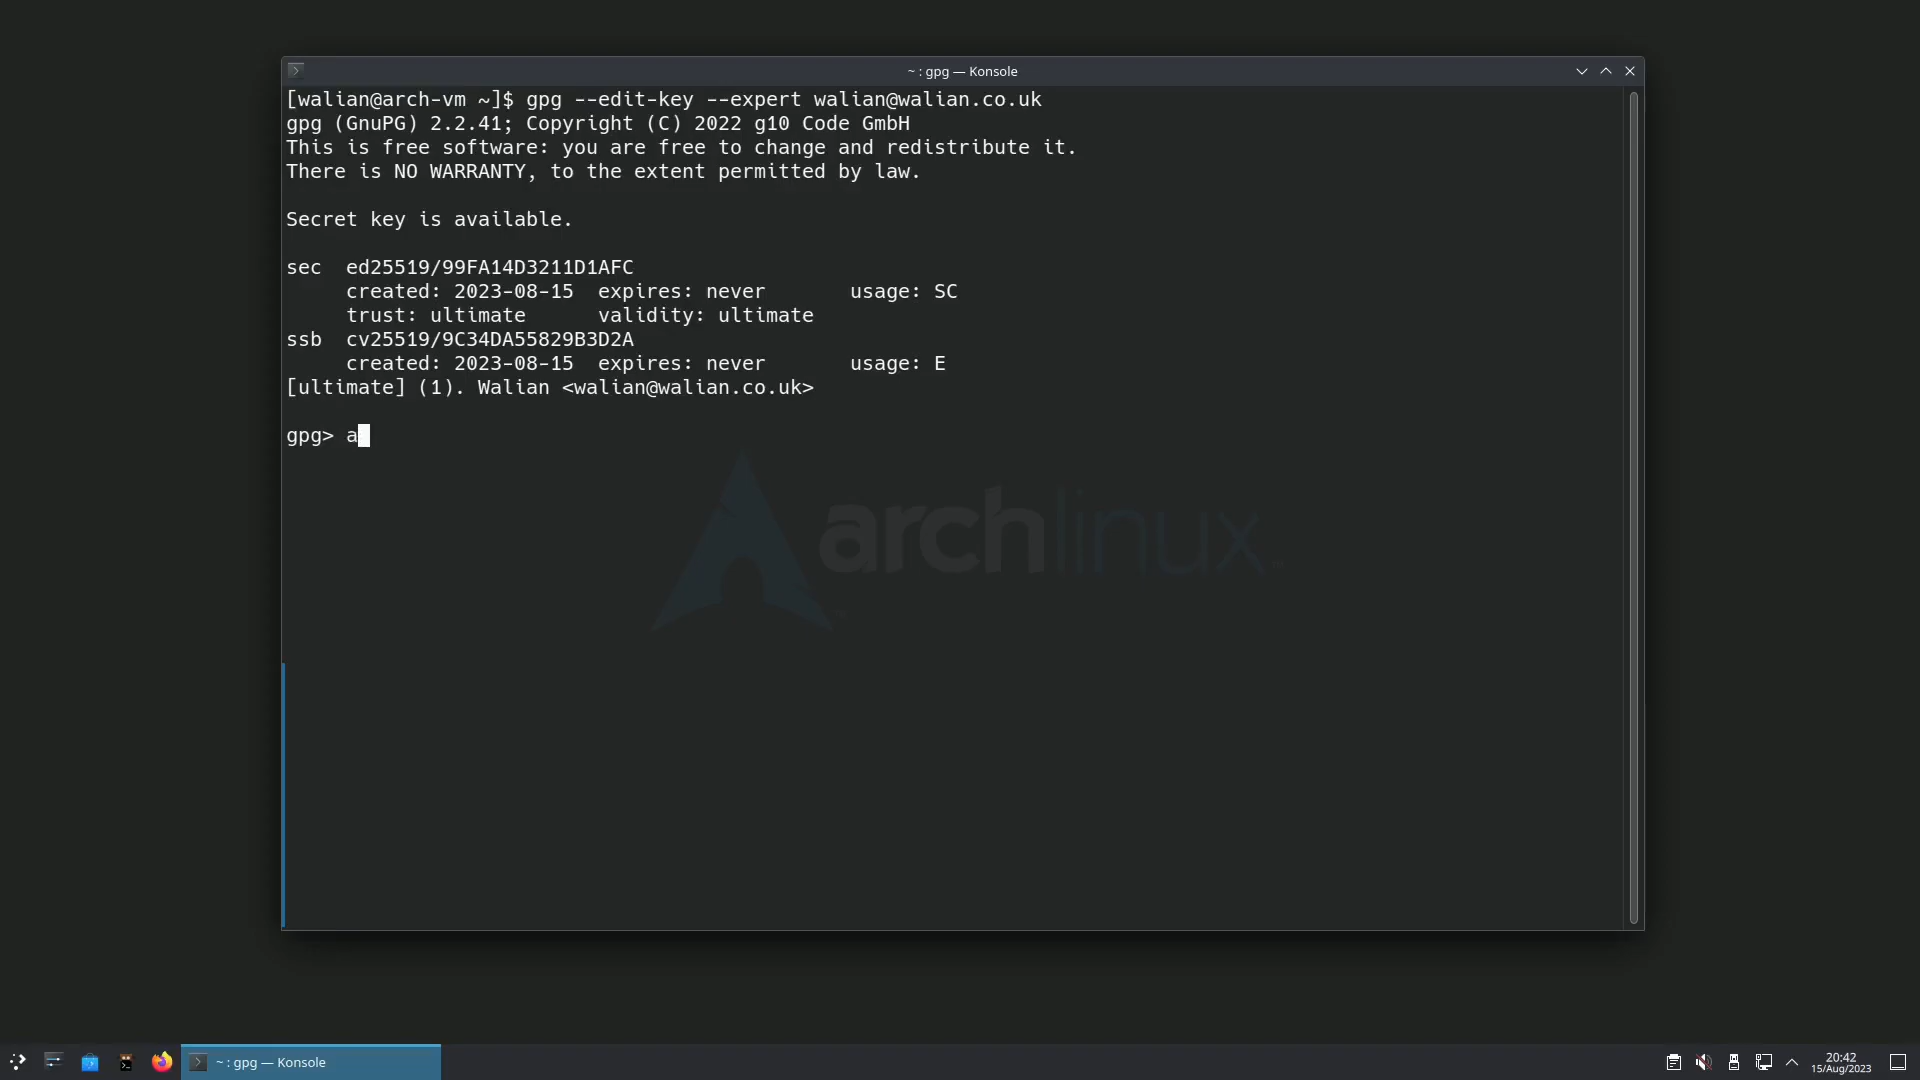 ~ : gpg — Konsole
[walian@arch-vm ~]$ gpg --edit-key --expert walian@walian.co.uk
gpg (GnuPG) 2.2.41; Copyright (C) 2022 g10 Code GmbH
This is free software: you are free to change and redistribute it.
There is NO WARRANTY, to the extent permitted by law.
Secret key is available.
sec  ed25519/99FA14D3211D1AFC
     created: 2023-08-15  expires: never       usage: SC
     trust: ultimate      validity: ultimate
ssb  cv25519/9C34DA55829B3D2A
     created: 2023-08-15  expires: never       usage: E
[ultimate] (1). Walian <walian@walian.co.uk>
gpg> a
archlinux
~ : gpg — Konsole
20:42
15/Aug/2023